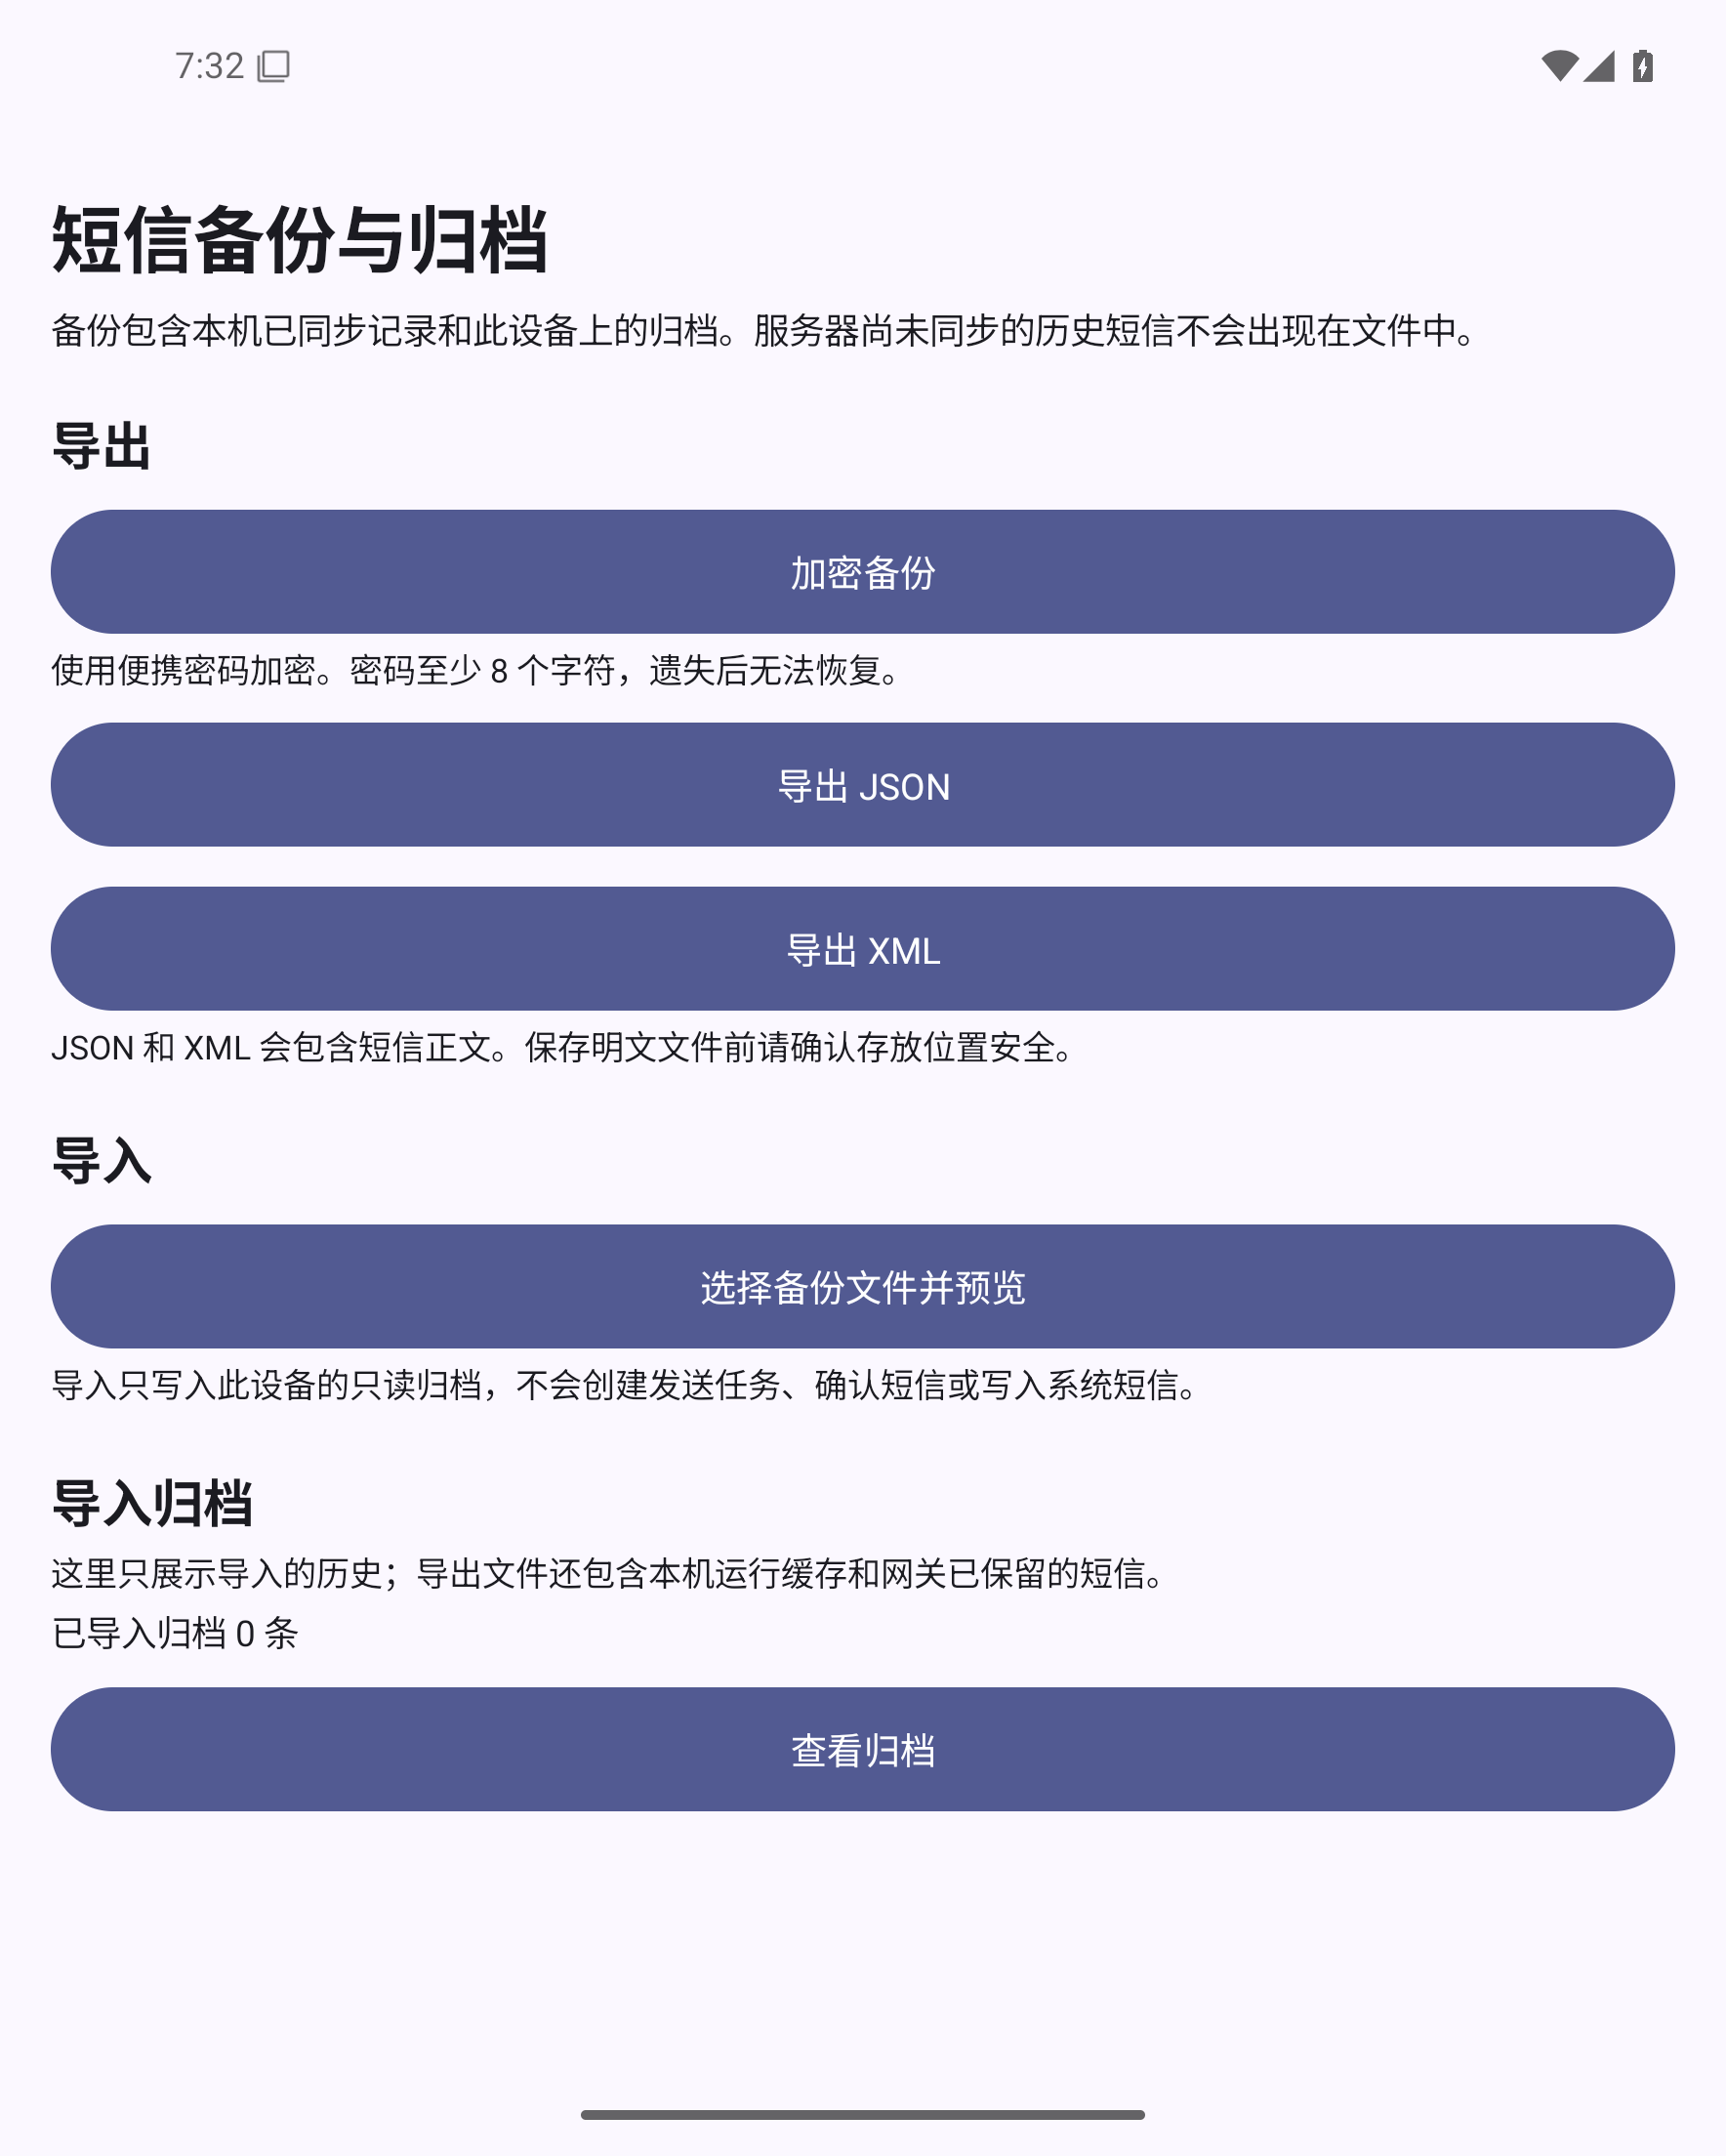 7:32
短信备份与归档
备份包含本机已同步记录和此设备上的归档。服务器尚未同步的历史短信不会出现在文件中。
导出
加密备份
使用便携密码加密。密码至少 8 个字符，遗失后无法恢复。
导出 JSON
导出 XML
JSON 和 XML 会包含短信正文。保存明文文件前请确认存放位置安全。
导入
选择备份文件并预览
导入只写入此设备的只读归档，不会创建发送任务、确认短信或写入系统短信。
导入归档
这里只展示导入的历史；导出文件还包含本机运行缓存和网关已保留的短信。
已导入归档 0 条
查看归档